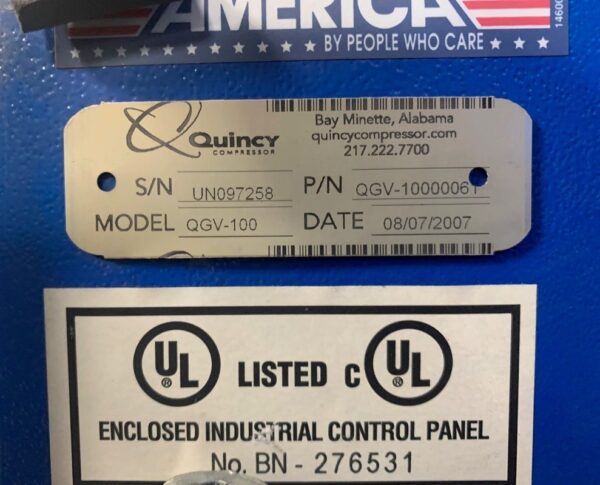 AMERICA
BY PEOPLE WHO CARE
Quincy
COMPRESSOR
Bay Minette, Alabama
quincycompressor.com
217.222.7700
S/N UN097258 P/N QGV-10000061
MODEL QGV-100 DATE 08/07/2007
UL ® LISTED C UL ®
ENCLOSED INDUSTRIAL CONTROL PANEL
No. BN - 276531